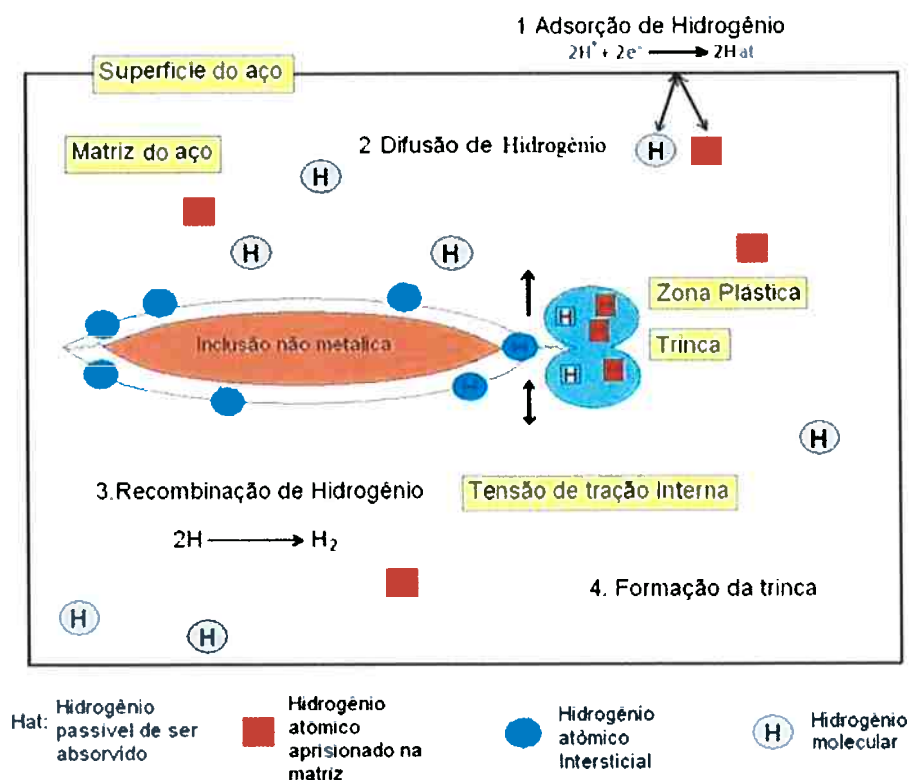 1 Adsorção de Hidrogênio
2H⁺ + 2e⁻ → 2Hat
Superfície do aço
Matriz do aço
2 Difusão de Hidrogênio
H
H
H
H
Zona Plástica
H
Inclusão não metalica
H
Trinca
H
H
H
3.Recombinação de Hidrogênio
Tensão de tração Interna
2H → H₂
4. Formação da trinca
H
H
Hat: Hidrogênio
passível de ser
absorvido
Hidrogênio
atômico
aprisionado na
matriz
Hidrogênio
atômico
Intersticial
H
Hidrogênio
molecular